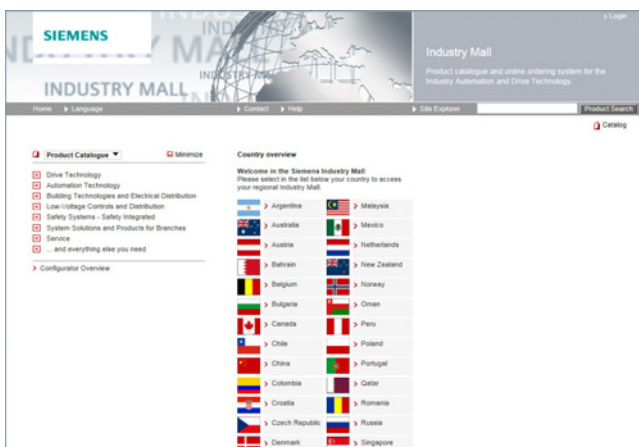 Login
SIEMENS
INDUSTRY MALL
Industry Mall
Product catalogue and online ordering system for the
Industry Automation and Drive Technology.
Home Language Contact Help Site Explorer Product Search
Catalog
Product Catalogue Minimize
Drive Technology
Automation Technology
Building Technologies and Electrical Distribution
Low-Voltage Controls and Distribution
Safety Systems - Safety Integrated
System Solutions and Products for Branches
Service
... and everything else you need
Configurator Overview
Country overview
Welcome in the Siemens Industry Mall
Please select in the list below your country to access
your regional Industry Mall.
Argentina Malaysia
Australia Mexico
Austria Netherlands
Bahrain New Zealand
Belgium Norway
Bulgaria Oman
Canada Peru
Chile Poland
China Portugal
Colombia Qatar
Croatia Romania
Czech Republic Russia
Denmark Singapore